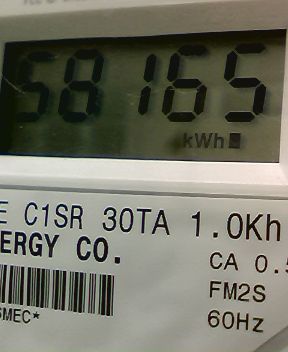 58165
kWh
E C1SR 30TA 1.0Kh
ERGY CO.
CA 0.5
FM2S
60Hz
SMEC*